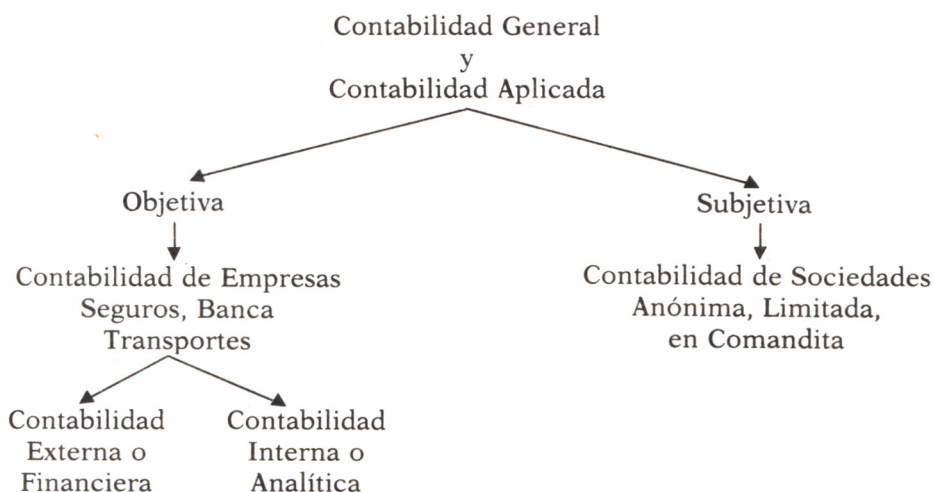 Contabilidad General
y
Contabilidad Aplicada
Objetiva
Subjetiva
Contabilidad de Empresas
Seguros, Banca
Transportes
Contabilidad de Sociedades
Anónima, Limitada,
en Comandita
Contabilidad
Externa o
Financiera
Contabilidad
Interna o
Analítica